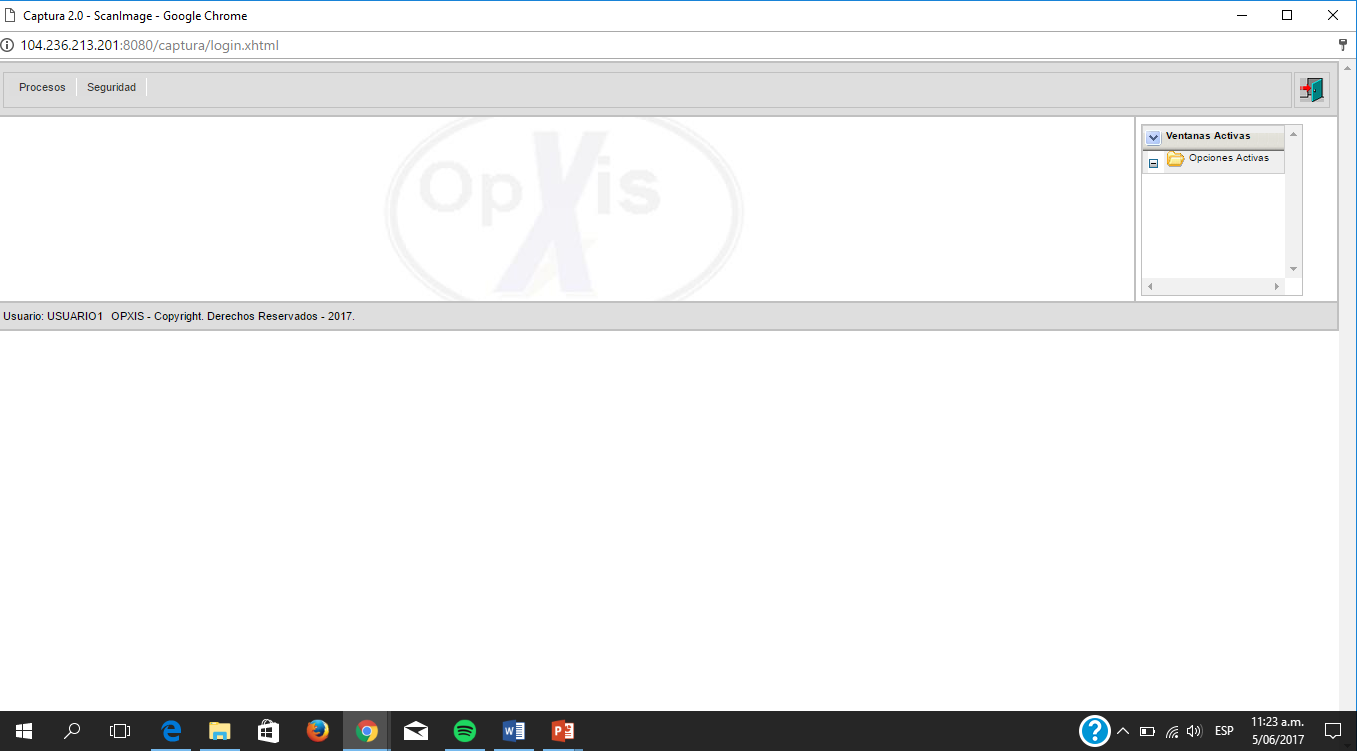 Captura 2.0 - ScanImage - Google Chrome
104.236.213.201:8080/captura/login.xhtml
Procesos Seguridad
OpXis
Ventanas Activas
Opciones Activas
Usuario: USUARIO1 OPXIS - Copyright. Derechos Reservados - 2017.
ESP
11:23 a.m.
5/06/2017